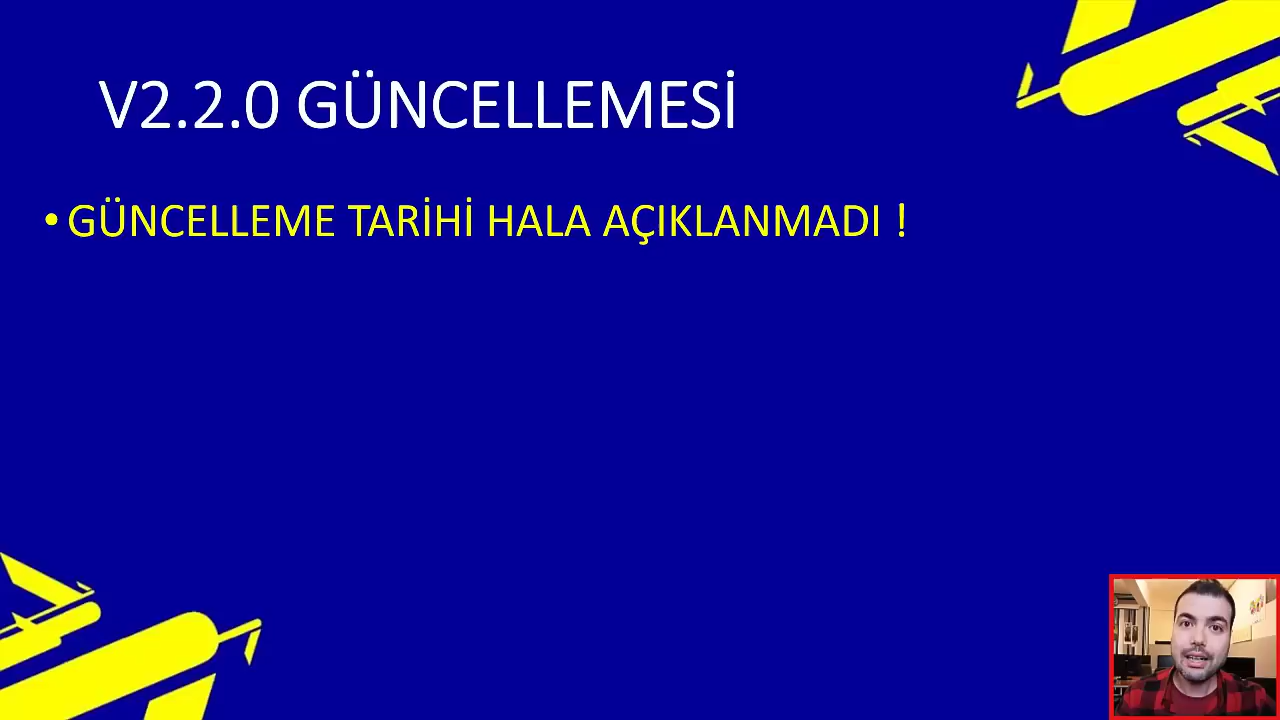 V2.2.0 GÜNCELLEMESİ
• GÜNCELLEME TARİHİ HALA AÇIKLANMADI !